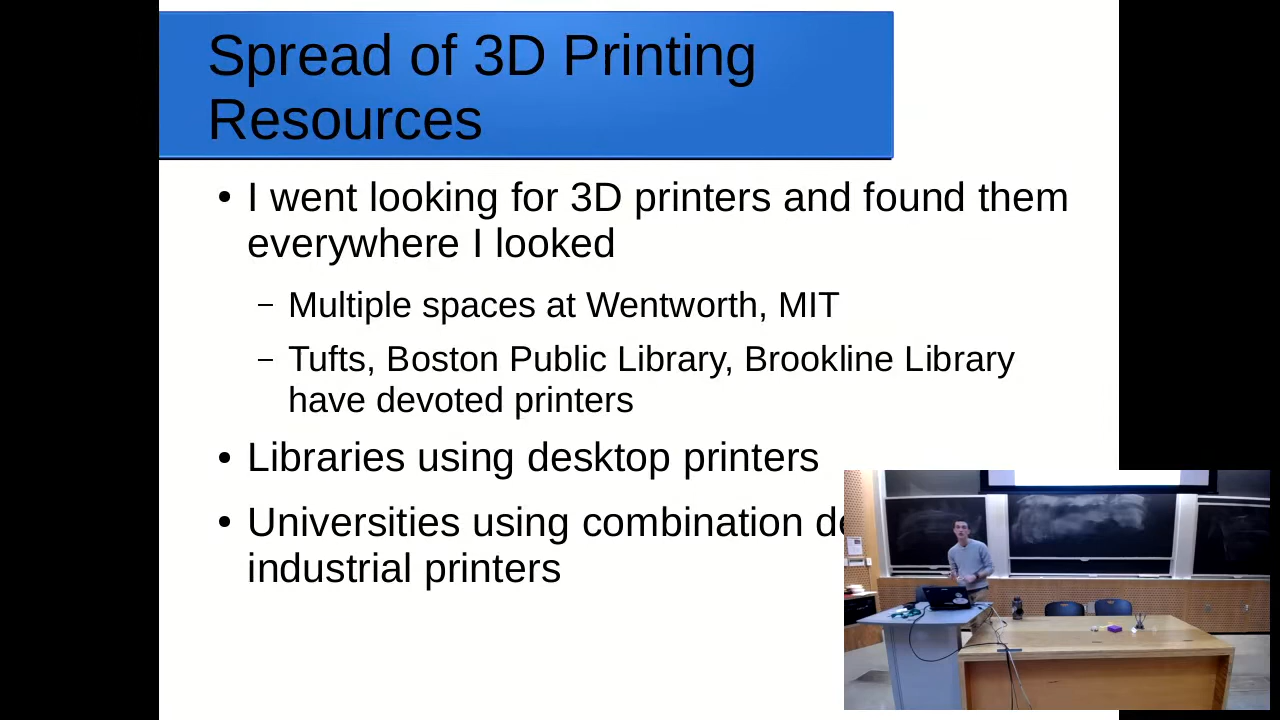 Spread of 3D Printing
Resources
• I went looking for 3D printers and found them
everywhere I looked
– Multiple spaces at Wentworth, MIT
– Tufts, Boston Public Library, Brookline Library
have devoted printers
• Libraries using desktop printers
• Universities using combination
industrial printers